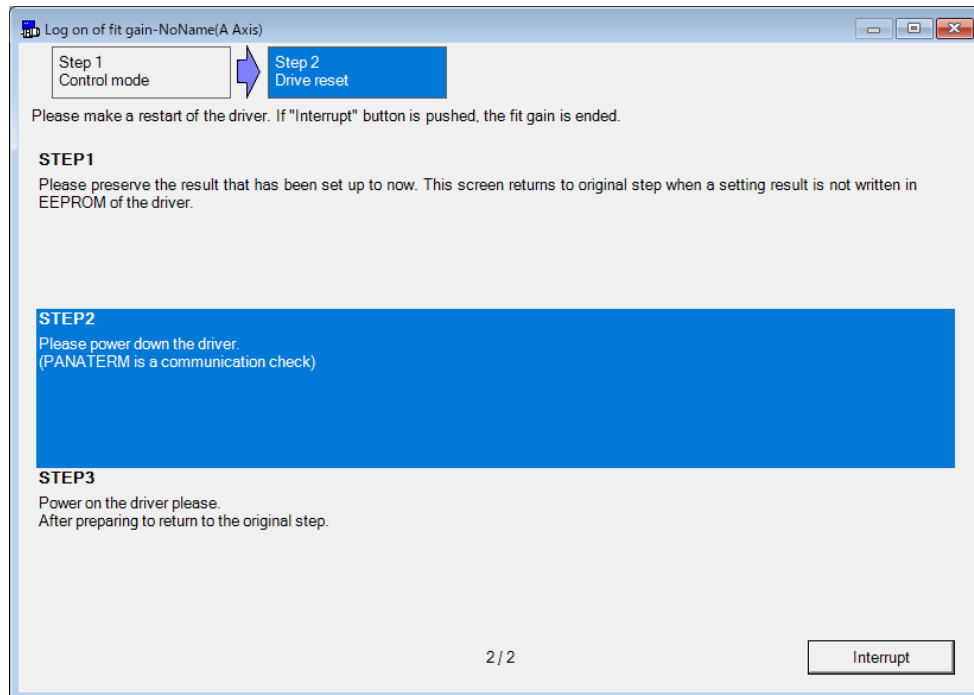 Log on of fit gain-NoName(A Axis)
Step 1
Control mode
Step 2
Drive reset
Please make a restart of the driver. If "Interrupt" button is pushed, the fit gain is ended.
STEP1
Please preserve the result that has been set up to now. This screen returns to original step when a setting result is not written in
EEPROM of the driver.
STEP2
Please power down the driver.
(PANATERM is a communication check)
STEP3
Power on the driver please.
After preparing to return to the original step.
2 / 2
Interrupt